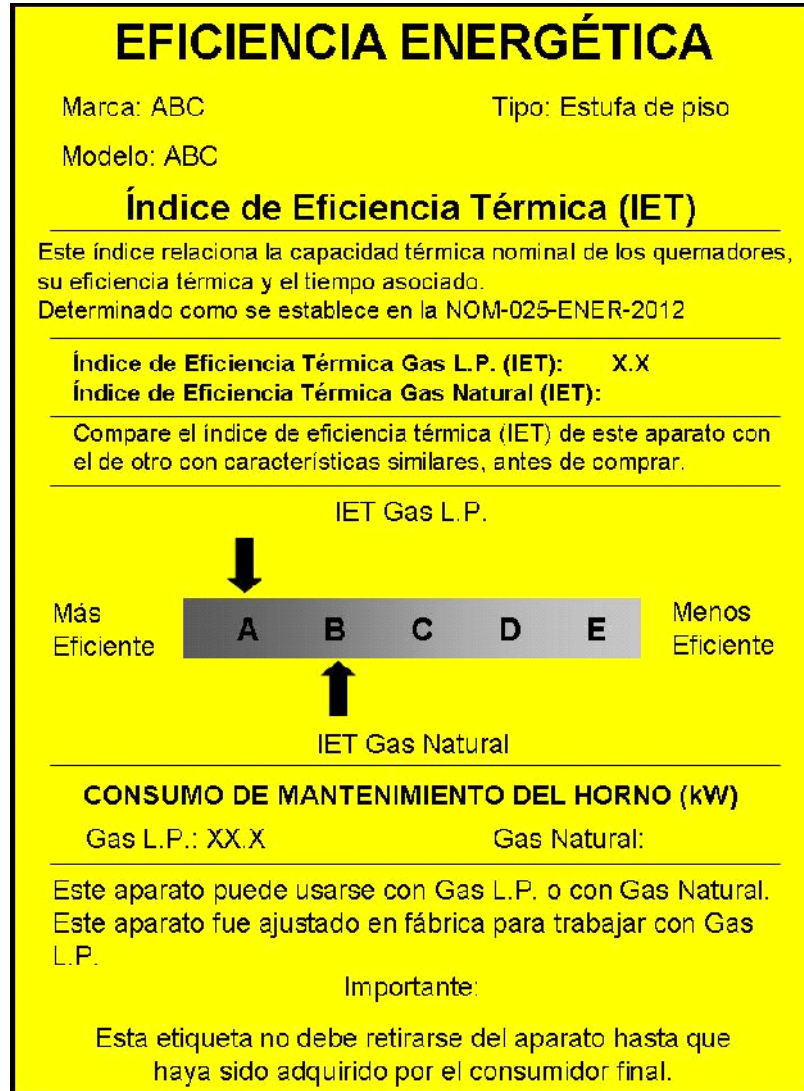 EFICIENCIA ENERGÉTICA
Marca: ABC Tipo: Estufa de piso
Modelo: ABC
Índice de Eficiencia Térmica (IET)
Este índice relaciona la capacidad térmica nominal de los quemadores,
su eficiencia térmica y el tiempo asociado.
Determinado como se establece en la NOM-025-ENER-2012
Índice de Eficiencia Térmica Gas L.P. (IET): X.X
Índice de Eficiencia Térmica Gas Natural (IET):
Compare el índice de eficiencia térmica (IET) de este aparato con
el de otro con características similares, antes de comprar.
IET Gas L.P.
Más
Eficiente
A B C D E
Menos
Eficiente
IET Gas Natural
CONSUMO DE MANTENIMIENTO DEL HORNO (kW)
Gas L.P.: XX.X Gas Natural:
Este aparato puede usarse con Gas L.P. o con Gas Natural.
Este aparato fue ajustado en fábrica para trabajar con Gas
L.P.
Importante:
Esta etiqueta no debe retirarse del aparato hasta que
haya sido adquirido por el consumidor final.